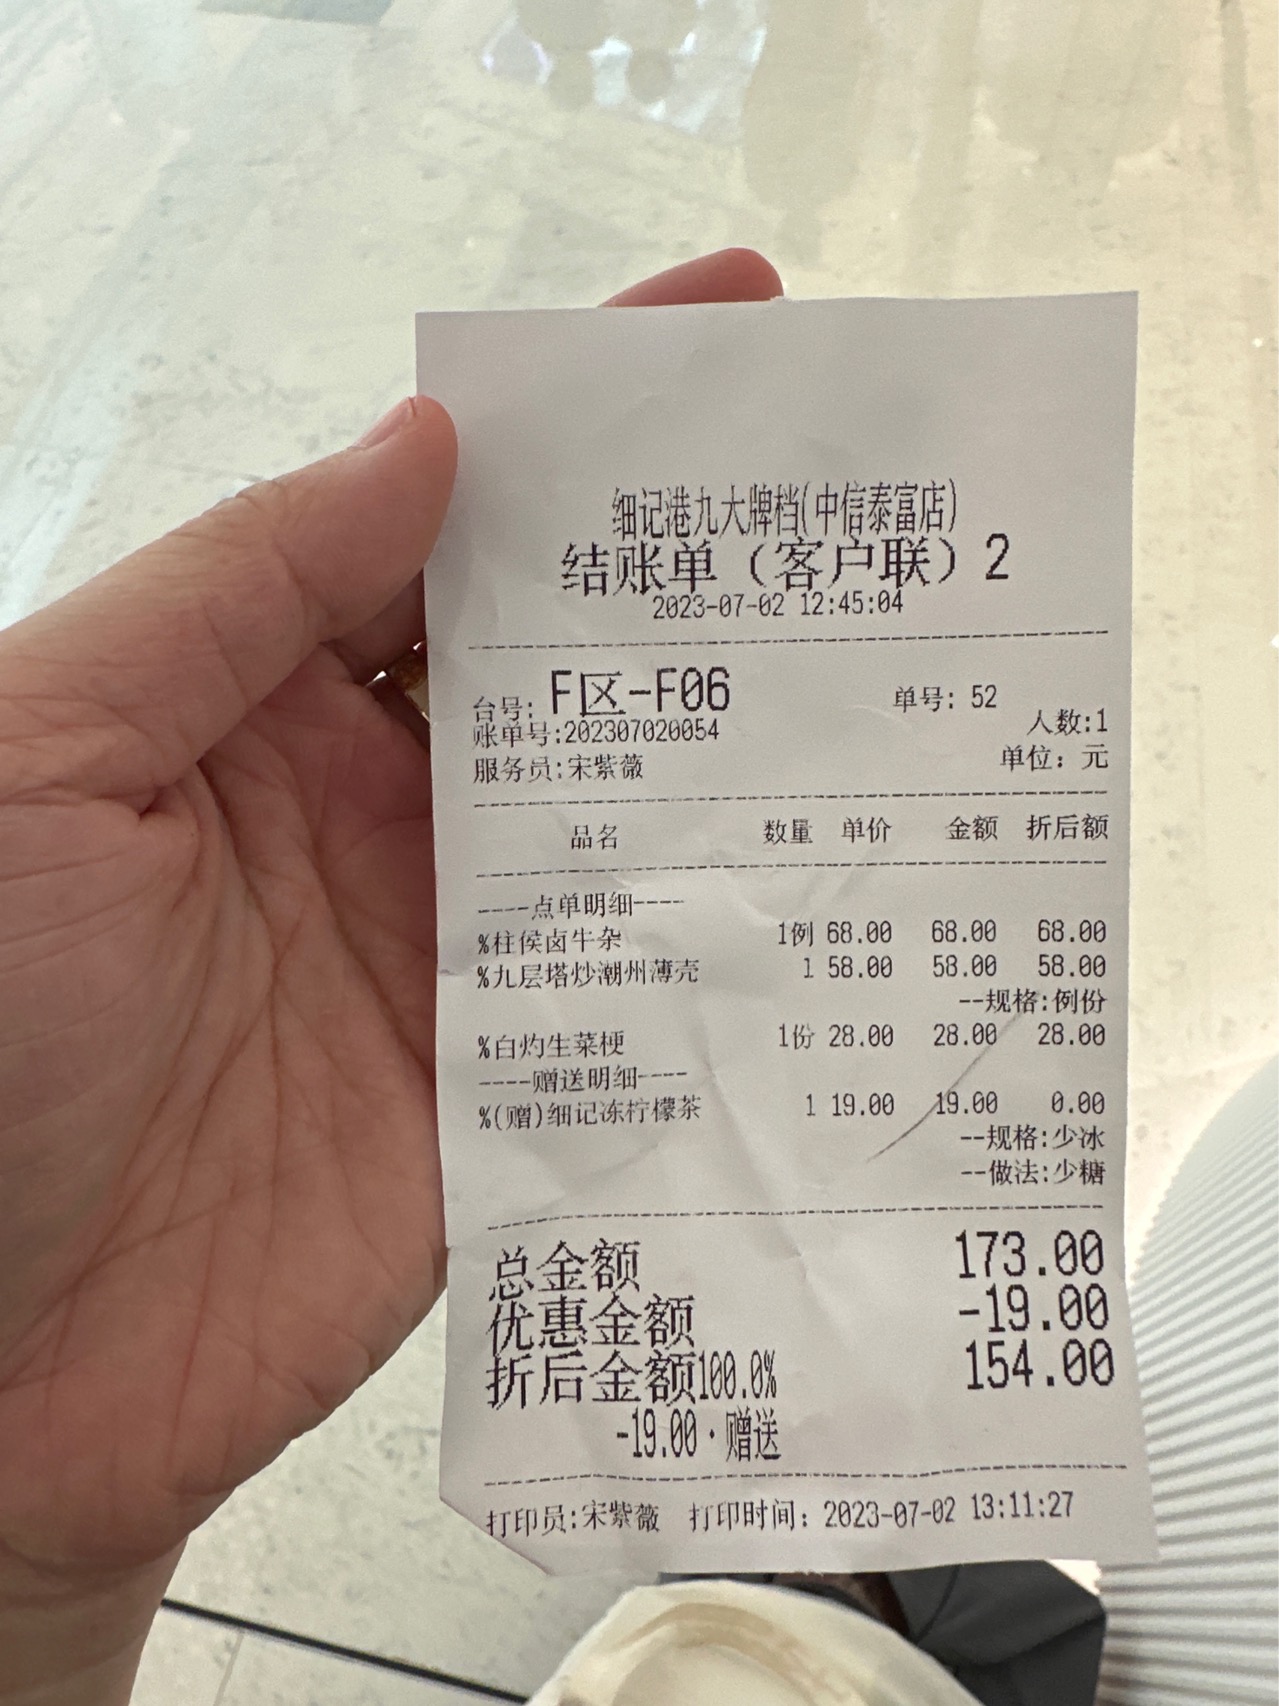 细记港九大牌档(中信泰富店)
结账单（客户联）2
2023-07-02 12:45:04
台号: F区-F06 单号: 52
账单号:202307020054 人数:1
服务员:宋紫薇 单位: 元
品名 数量 单价 金额 折后额
----点单明细----
%柱侯卤牛杂 1例 68.00 68.00 68.00
%九层塔炒潮州薄壳 1 58.00 58.00 58.00
--规格:例份
%白灼生菜梗 1份 28.00 28.00 28.00
----赠送明细----
%(赠)细记冻柠檬茶 1 19.00 19.00 0.00
--规格:少冰
--做法:少糖
总金额 173.00
优惠金额 -19.00
折后金额100.0% 154.00
-19.00·赠送
打印员:宋紫薇 打印时间: 2023-07-02 13:11:27